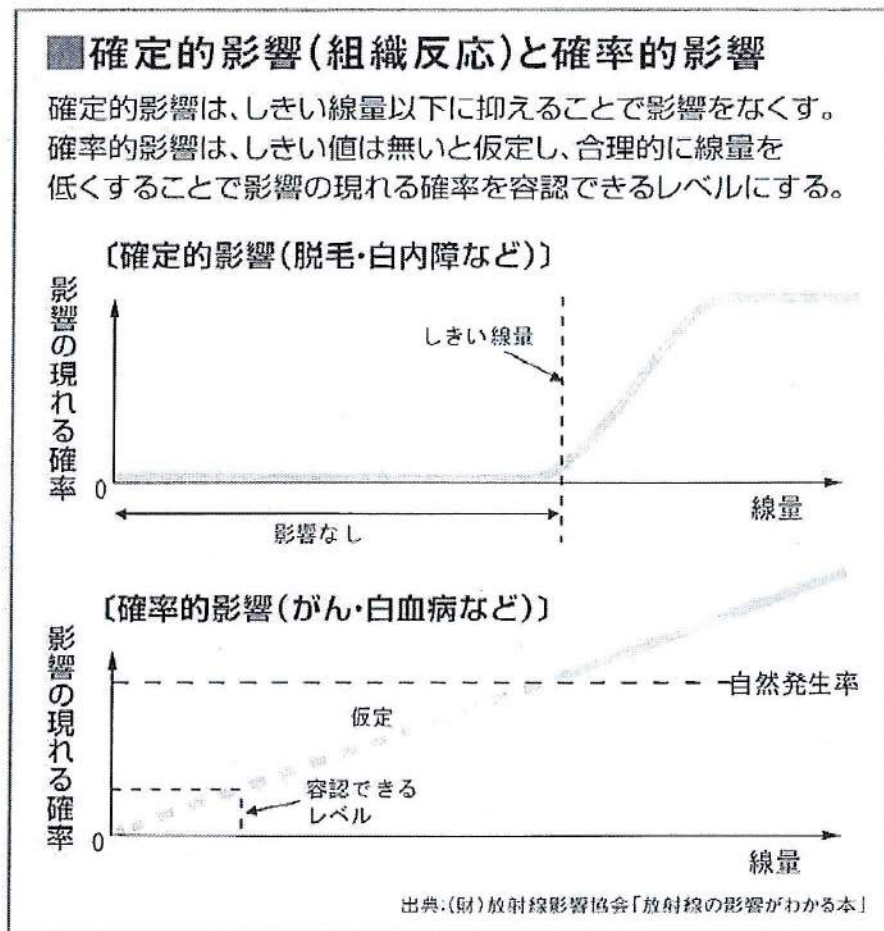 ■確定的影響(組織反応)と確率的影響
確定的影響は、しきい線量以下に抑えることで影響をなくす。
確率的影響は、しきい値は無いと仮定し、合理的に線量を
低くすることで影響の現れる確率を容認できるレベルにする。
〔確定的影響(脱毛・白内障など)〕
影響の現れる確率
しきい線量
0
線量
影響なし
〔確率的影響(がん・白血病など)〕
影響の現れる確率
自然発生率
仮定
容認できる
レベル
0
線量
出典:(財)放射線影響協会「放射線の影響がわかる本」